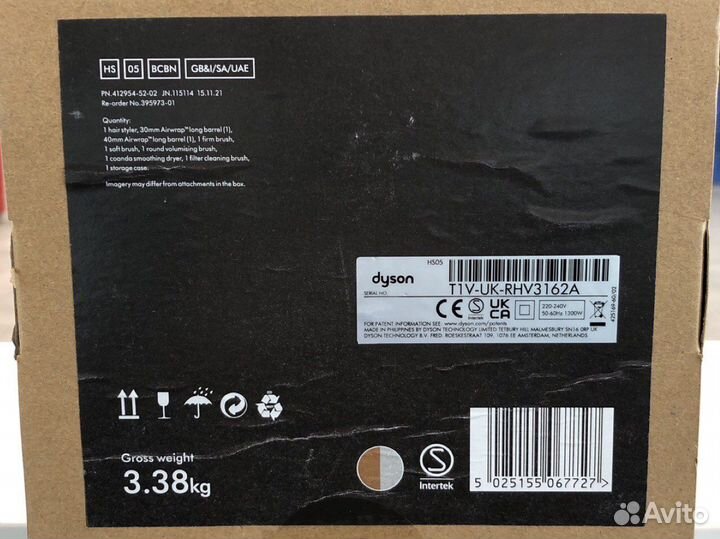 HS 05 BCBN GB&I/SA/UAE
PN.412954-52-02 JN.115114 15.11.21
Re-order No.395973-01
Quantity:
1 hair styler, 30mm Airwrap™ long barrel (1),
40mm Airwrap™ long barrel (1), 1 firm brush,
1 soft brush, 1 round volumising brush,
1 coanda smoothing dryer, 1 filter cleaning brush,
1 storage case.
Imagery may differ from attachments in the box.
HS05
dyson
SERIAL NO.
T1V-UK-RHV3162A
CE S Intertek UKCA
220-240V
50-60Hz 1300W
425169-60/02
FOR PATENT INFORMATION SEE:
www.dyson.com/patents
MADE IN PHILIPPINES BY DYSON TECHNOLOGY LIMITED TETBURY HILL MALMESBURY SN16 0RP UK
DYSON TECHNOLOGY B.V. FRED. ROESKESTRAAT 109, 1076 EE AMSTERDAM, NETHERLANDS
Gross weight
3.38kg
S
Intertek
5 025155 067727 >
Avito